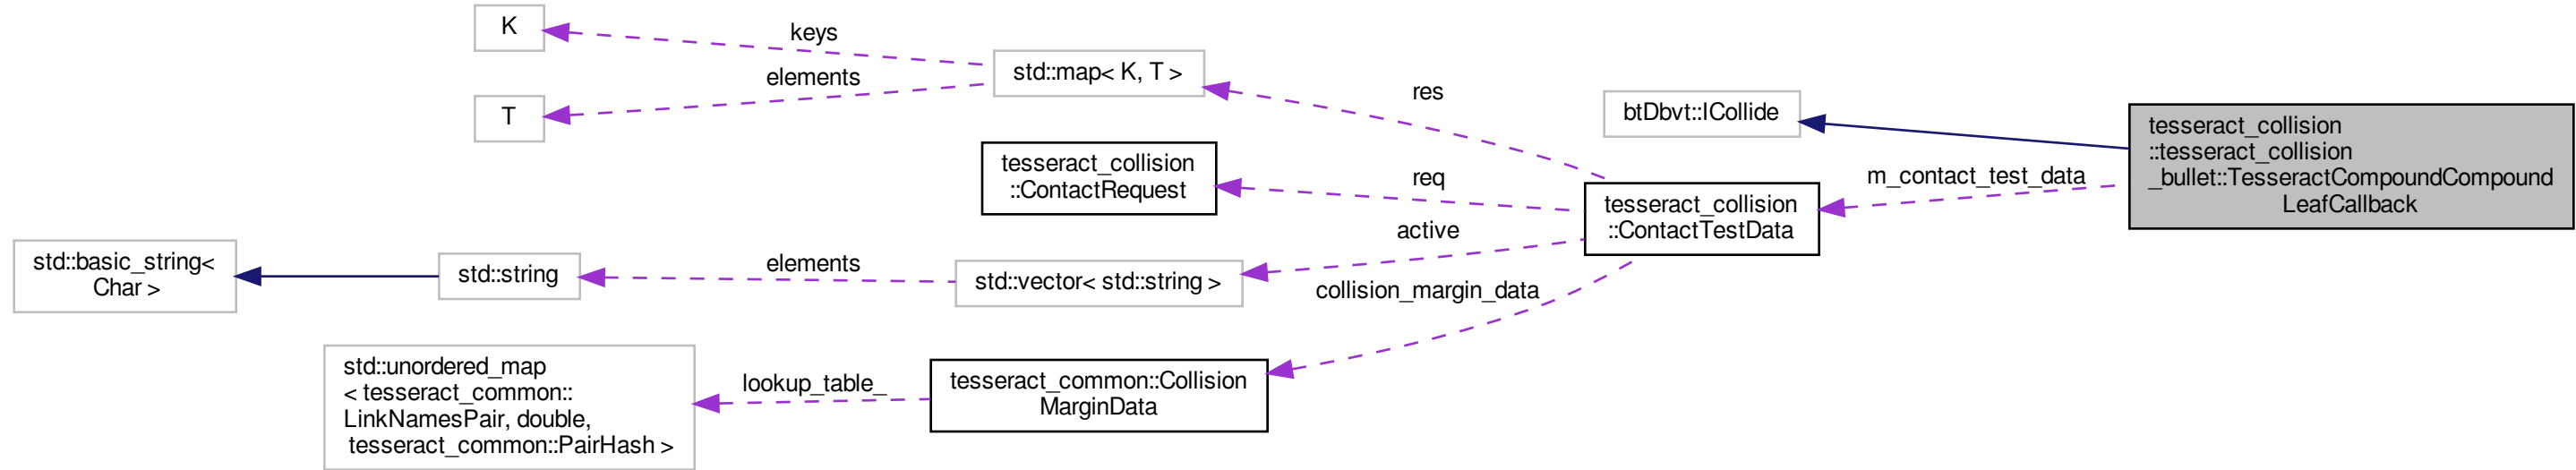 K
keys
std::map< K, T >
elements
T
res
btDbvt::ICollide
tesseract_collision
::tesseract_collision
_bullet::TesseractCompoundCompound
LeafCallback
tesseract_collision
::ContactRequest
req
m_contact_test_data
tesseract_collision
::ContactTestData
active
std::basic_string<
Char >
std::string
elements
std::vector< std::string >
collision_margin_data
std::unordered_map
< tesseract_common::
LinkNamesPair, double,
tesseract_common::PairHash >
lookup_table_
tesseract_common::Collision
MarginData